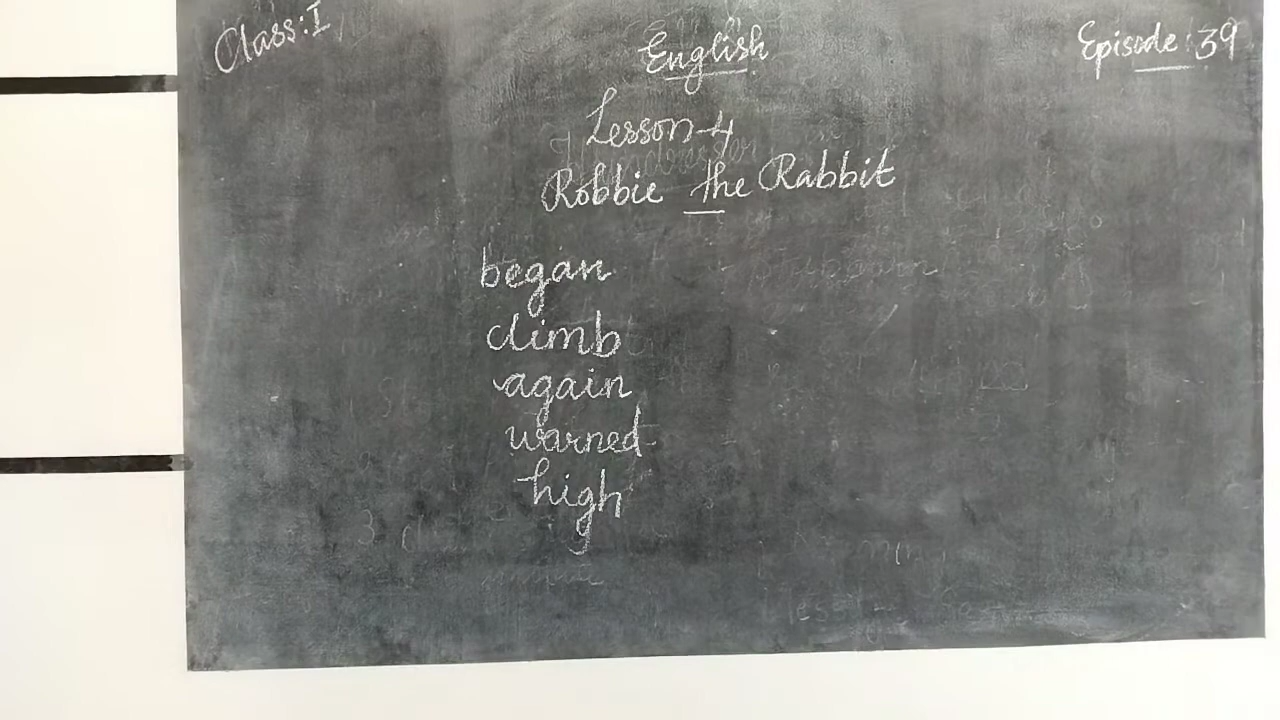 Class:I
English
Episode:39
Lesson-4
Robbie the Rabbit
began
climb
again
warned
high